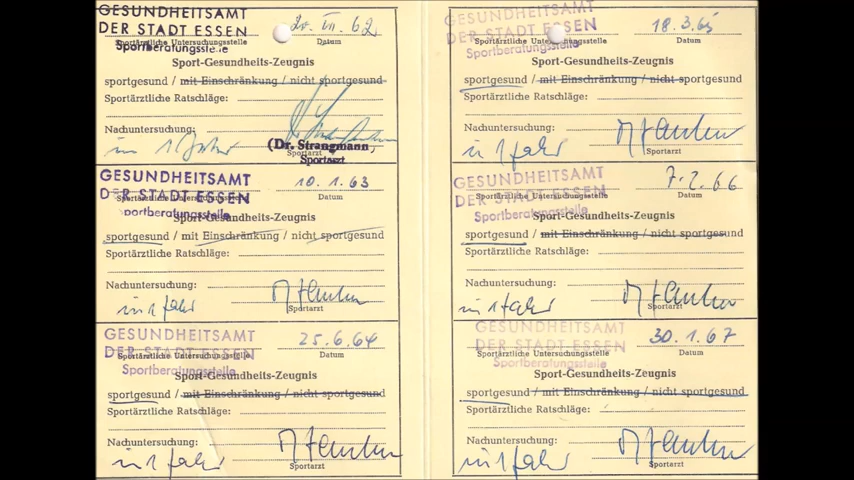 GESUNDHEITSAMT
DER STADT ESSEN
20. VII. 62
Sportärztliche Untersuchungsstelle
Datum
Sportberatungsstelle
Sport-Gesundheits-Zeugnis
sportgesund / mit Einschränkung / nicht sportgesund
Sportärztliche Ratschläge:
Nachuntersuchung:
in 1 Jahr
(Dr. Strangmann,
Sportarzt
Sportarzt
GESUNDHEITSAMT
DER STADT ESSEN
10. 1. 63
Sportärztliche Untersuchungsstelle
Datum
Sportberatungsstelle
Sport-Gesundheits-Zeugnis
sportgesund / mit Einschränkung / nicht sportgesund
Sportärztliche Ratschläge:
Nachuntersuchung:
in 1 Jahr
Sportarzt
GESUNDHEITSAMT
DER STADT ESSEN
25. 6. 64
Sportärztliche Untersuchungsstelle
Datum
Sportberatungsstelle
Sport-Gesundheits-Zeugnis
sportgesund / mit Einschränkung / nicht sportgesund
Sportärztliche Ratschläge:
Nachuntersuchung:
in 1 Jahr
Sportarzt
GESUNDHEITSAMT
DER STADT ESSEN
18. 3. 65
Sportärztliche Untersuchungsstelle
Datum
Sportberatungsstelle
Sport-Gesundheits-Zeugnis
sportgesund / mit Einschränkung / nicht sportgesund
Sportärztliche Ratschläge:
Nachuntersuchung:
in 1 Jahr
Sportarzt
GESUNDHEITSAMT
DER STADT ESSEN
7. 2. 66
Sportärztliche Untersuchungsstelle
Datum
Sportberatungsstelle
Sport-Gesundheits-Zeugnis
sportgesund / mit Einschränkung / nicht sportgesund
Sportärztliche Ratschläge:
Nachuntersuchung:
in 1 Jahr
Sportarzt
GESUNDHEITSAMT
DER STADT ESSEN
30. 1. 67
Sportärztliche Untersuchungsstelle
Datum
Sportberatungsstelle
Sport-Gesundheits-Zeugnis
sportgesund / mit Einschränkung / nicht sportgesund
Sportärztliche Ratschläge:
Nachuntersuchung:
in 1 Jahr
Sportarzt